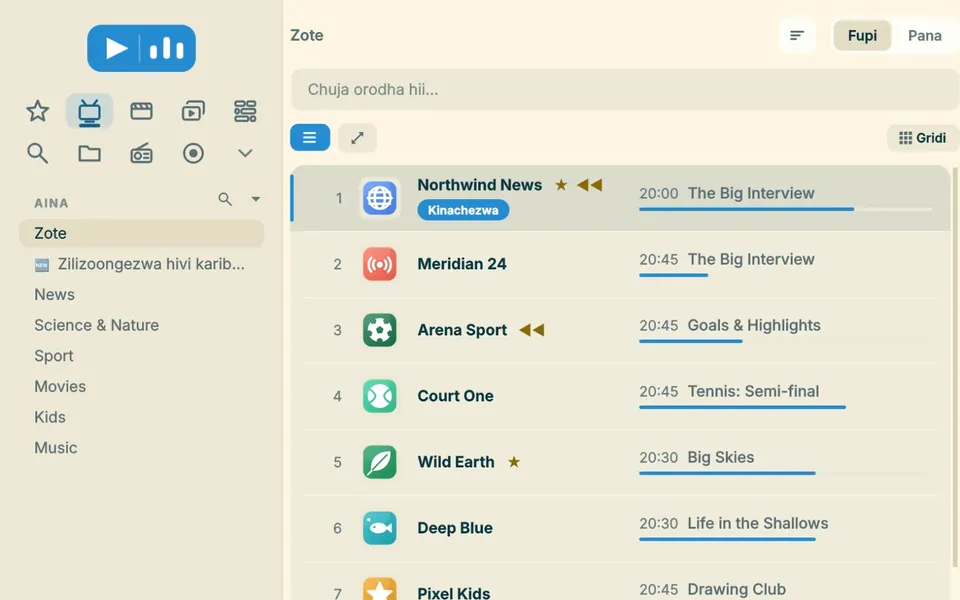 Zote
Fupi
Pana
Chuja orodha hii...
Gridi
AINA
Zote
NEW Zilizoongezwa hivi karib...
News
Science & Nature
Sport
Movies
Kids
Music
1 Northwind News ★ ◀◀ 20:00 The Big Interview
Kinachezwa
2 Meridian 24 20:45 The Big Interview
3 Arena Sport ◀◀ 20:45 Goals & Highlights
4 Court One 20:45 Tennis: Semi-final
5 Wild Earth ★ 20:30 Big Skies
6 Deep Blue 20:30 Life in the Shallows
7 Pixel Kids 20:45 Drawing Club